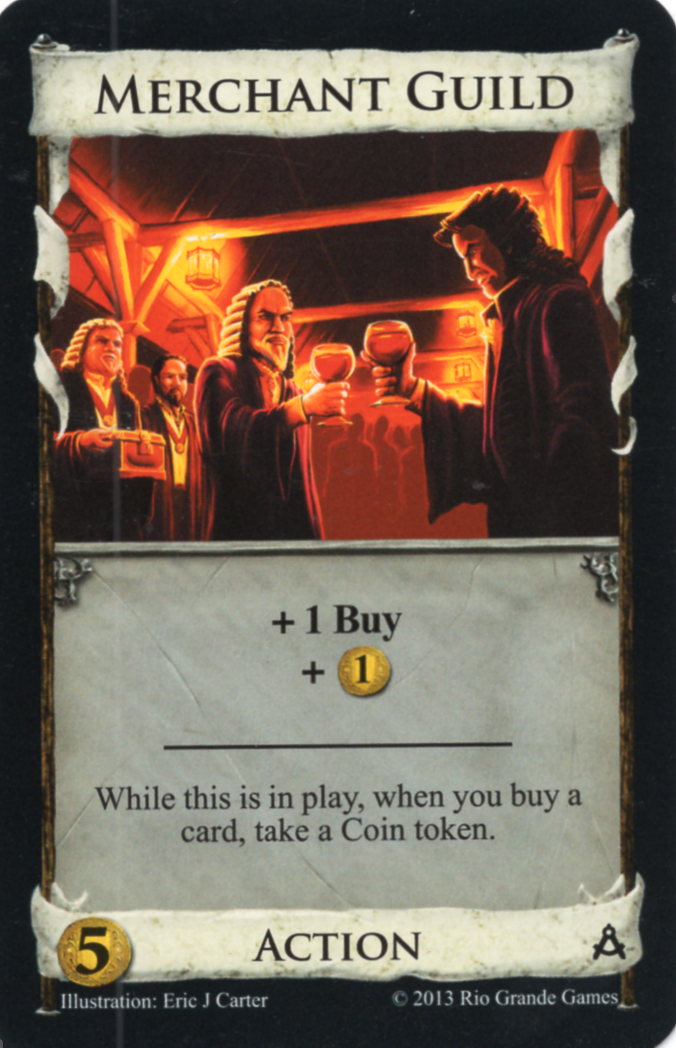 MERCHANT GUILD
+ 1 Buy
+ 1
While this is in play, when you buy a
card, take a Coin token.
5 ACTION
Illustration: Eric J Carter © 2013 Rio Grande Games